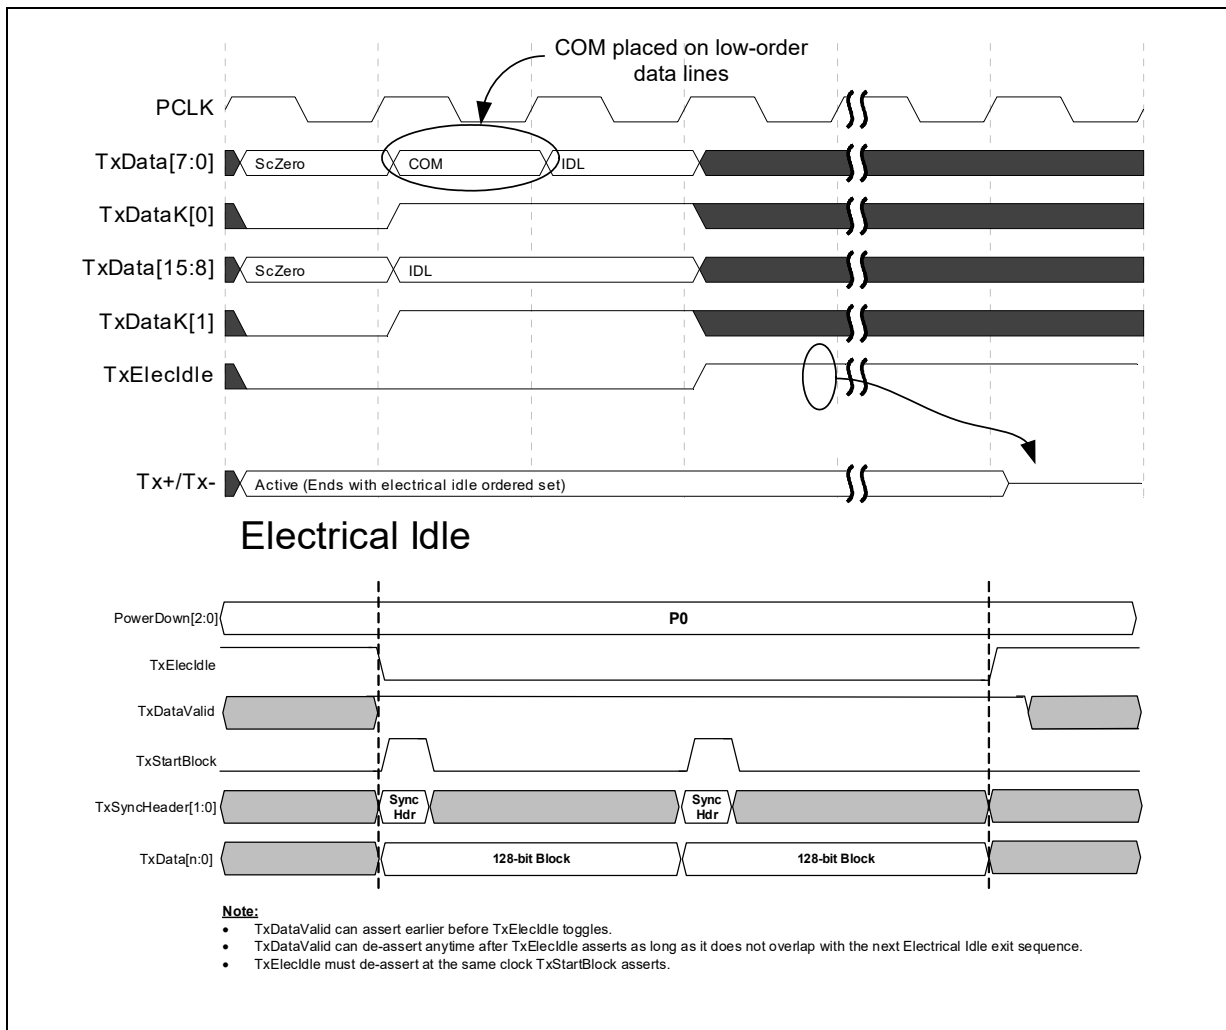 COM placed on low-order
data lines
PCLK
TxData[7:0]
ScZero
COM
IDL
TxDataK[0]
TxData[15:8]
ScZero
IDL
TxDataK[1]
TxElecIdle
Tx+/Tx-
Active (Ends with electrical idle ordered set)
Electrical Idle
PowerDown[2:0]
P0
TxElecIdle
TxDataValid
TxStartBlock
TxSyncHeader[1:0]
Sync
Hdr
Sync
Hdr
TxData[n:0]
128-bit Block
128-bit Block
Note:
• TxDataValid can assert earlier before TxElecIdle toggles.
• TxDataValid can de-assert anytime after TxElecIdle asserts as long as it does not overlap with the next Electrical Idle exit sequence.
• TxElecIdle must de-assert at the same clock TxStartBlock asserts.